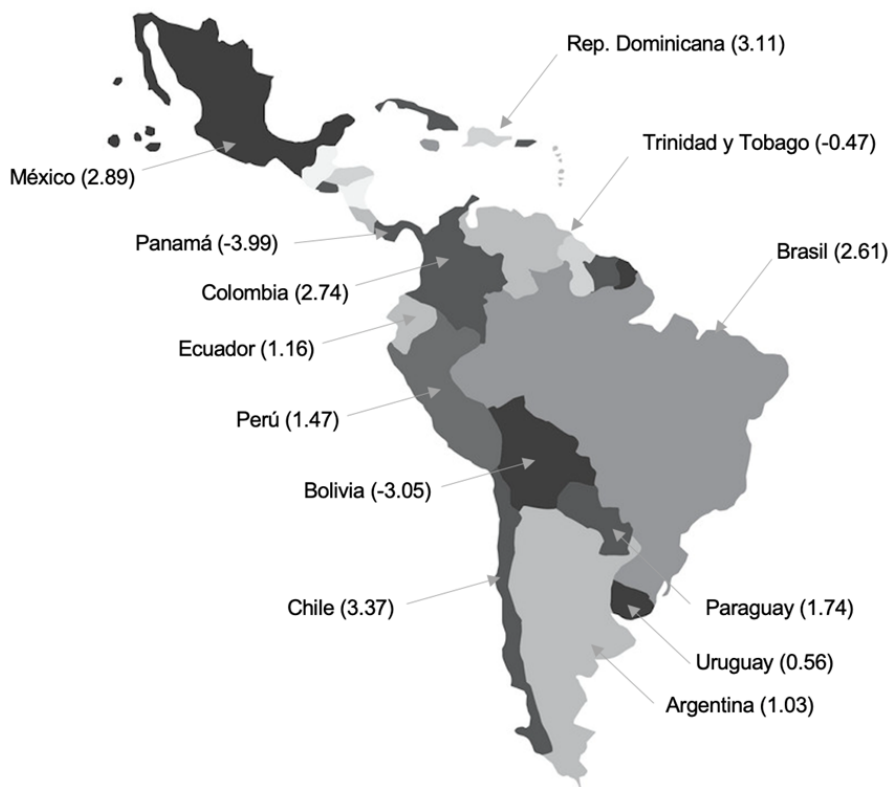 Rep. Dominicana (3.11)
Trinidad y Tobago (-0.47)
México (2.89)
Panamá (-3.99)
Brasil (2.61)
Colombia (2.74)
Ecuador (1.16)
Perú (1.47)
Bolivia (-3.05)
Chile (3.37)
Paraguay (1.74)
Uruguay (0.56)
Argentina (1.03)